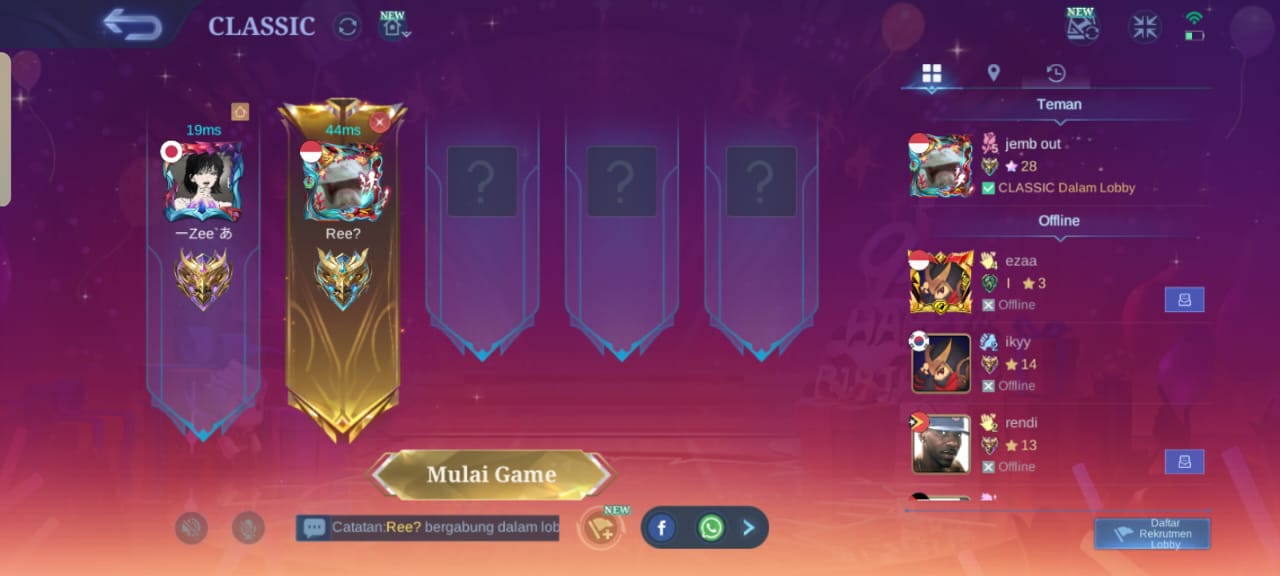 CLASSIC
NEW
NEW
19ms
44ms
ーZee`あ
Ree?
?
?
?
Teman
5
jemb out
28
CLASSIC Dalam Lobby
Offline
ezaa
I 3
Offline
ikyy
14
Offline
2
rendi
13
Offline
Mulai Game
Catatan:Ree? bergabung dalam lob
NEW
Daftar
Rekrutmen
Lobby